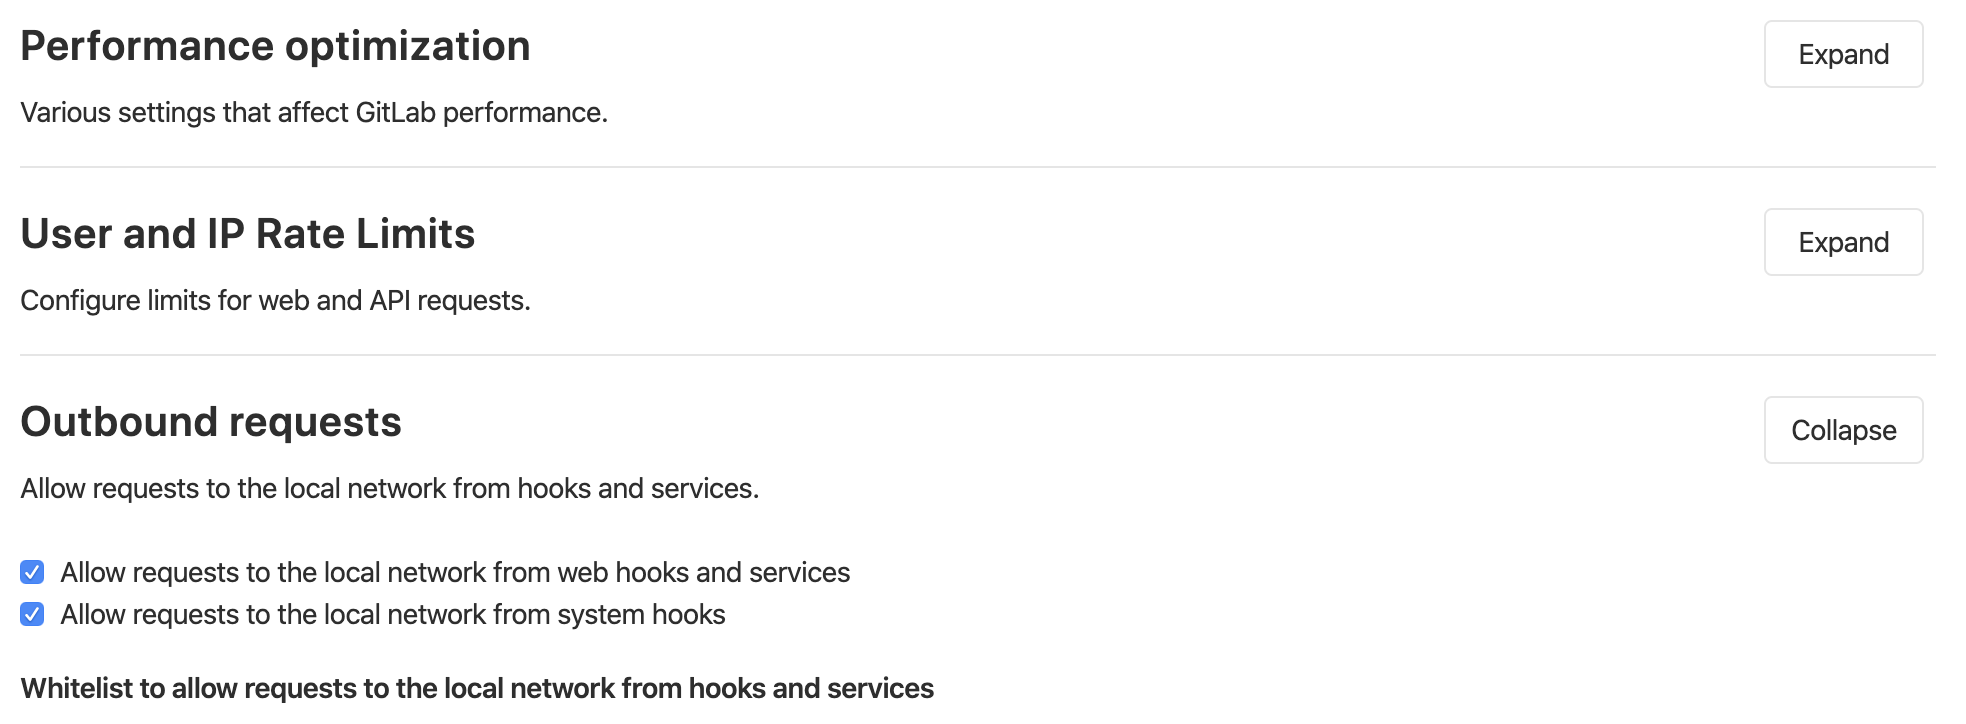 Performance optimization
Expand
Various settings that affect GitLab performance.
User and IP Rate Limits
Expand
Configure limits for web and API requests.
Outbound requests
Collapse
Allow requests to the local network from hooks and services.
Allow requests to the local network from web hooks and services
Allow requests to the local network from system hooks
Whitelist to allow requests to the local network from hooks and services